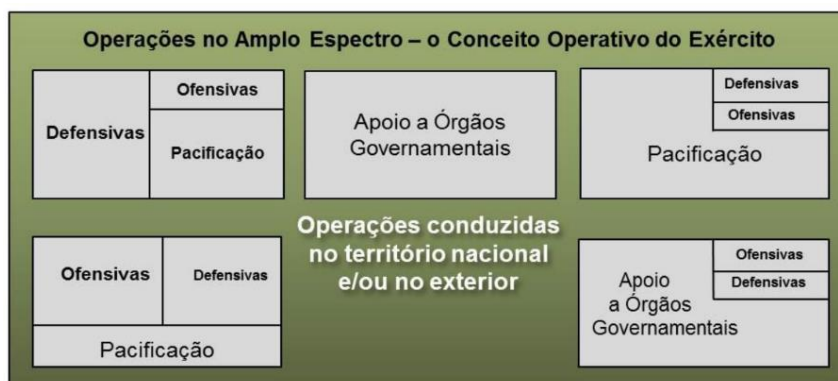 Operações no Amplo Espectro – o Conceito Operativo do Exército
Defensivas
Ofensivas
Pacificação
Apoio a Órgãos
Governamentais
Defensivas
Ofensivas
Pacificação
Operações conduzidas
no território nacional
e/ou no exterior
Ofensivas
Defensivas
Pacificação
Ofensivas
Defensivas
Apoio
a Órgãos
Governamentais